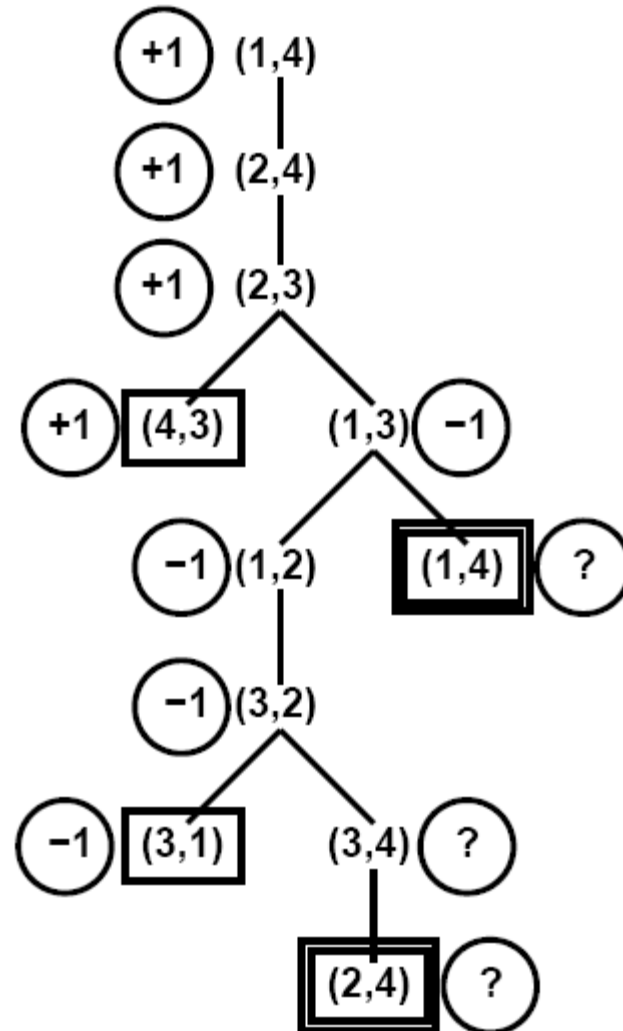 +1 (1,4)
+1 (2,4)
+1 (2,3)
+1 (4,3) (1,3) −1
−1 (1,2) (1,4) ?
−1 (3,2)
−1 (3,1) (3,4) ?
(2,4) ?